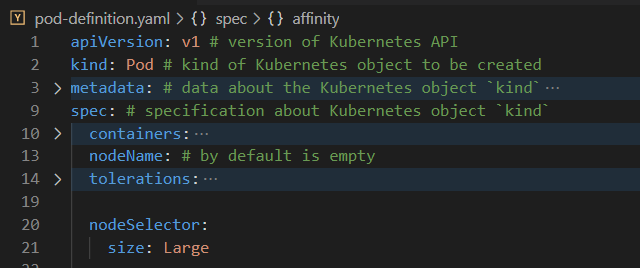 pod-definition.yaml > {} spec > {} affinity
1 apiVersion: v1 # version of Kubernetes API
2 kind: Pod # kind of Kubernetes object to be created
3 > metadata: # data about the Kubernetes object `kind`···
9 spec: # specification about Kubernetes object `kind`
10 > containers:···
13 nodeName: # by default is empty
14 > tolerations:···
19
20 nodeSelector:
21 size: Large